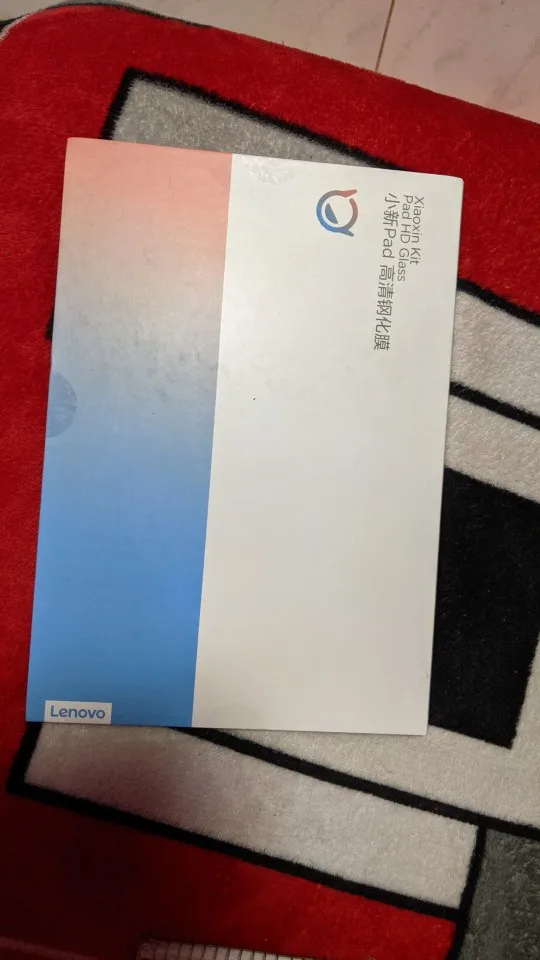 Xiaoxin Kit
Pad HD Glass
小新Pad 高清钢化膜
Lenovo